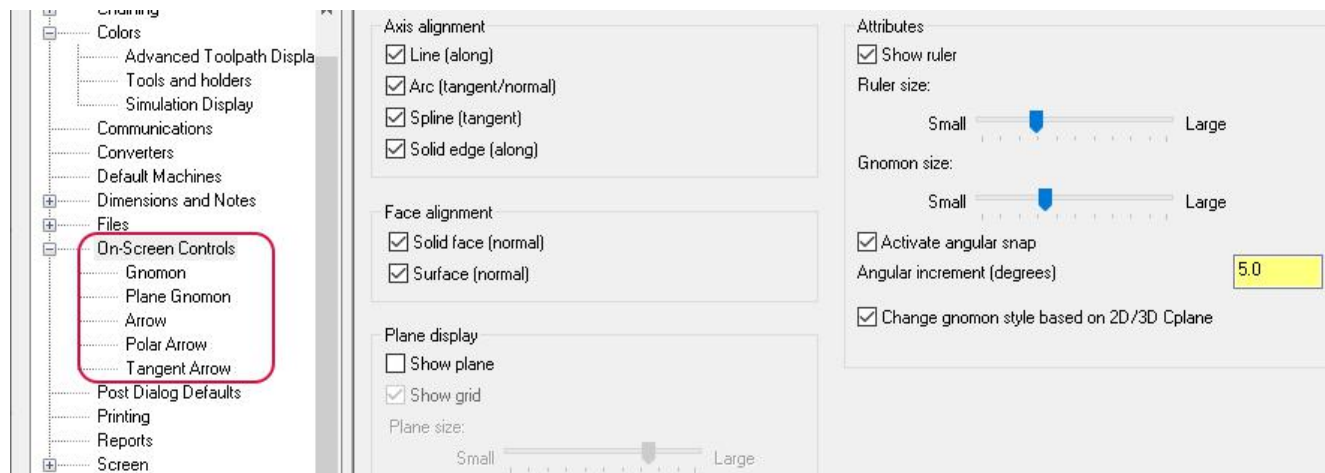 Chaining
Colors
Advanced Toolpath Displa
Tools and holders
Simulation Display
Communications
Converters
Default Machines
Dimensions and Notes
Files
On-Screen Controls
Gnomon
Plane Gnomon
Arrow
Polar Arrow
Tangent Arrow
Post Dialog Defaults
Printing
Reports
Screen
Axis alignment
Line (along)
Arc (tangent/normal)
Spline (tangent)
Solid edge (along)
Face alignment
Solid face (normal)
Surface (normal)
Plane display
Show plane
Show grid
Plane size:
Small Large
Attributes
Show ruler
Ruler size:
Small Large
Gnomon size:
Small Large
Activate angular snap
Angular increment (degrees) 5.0
Change gnomon style based on 2D/3D Cplane